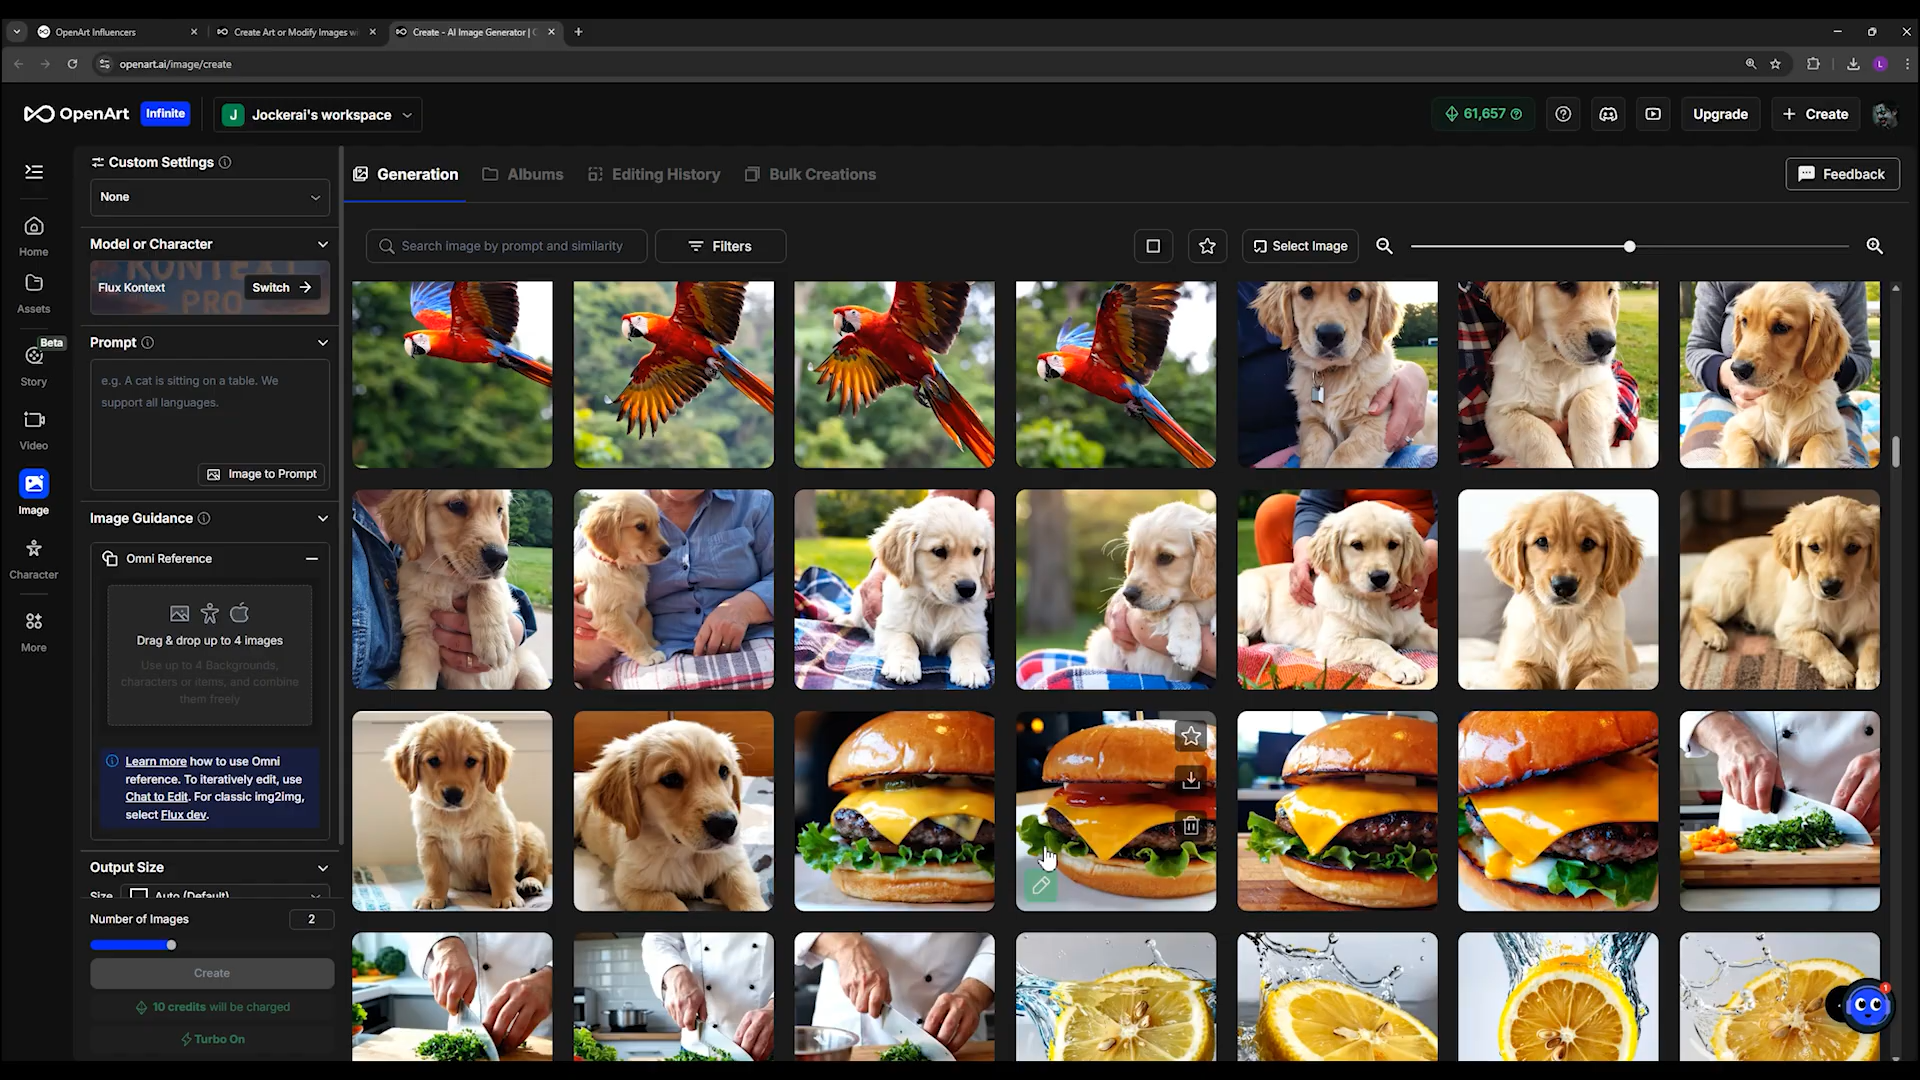 OpenArt Influencers
Create Art or Modify Images wi
Create - AI Image Generator |
openart.ai/image/create
OpenArt
Infinite
J
Jockerai's workspace
61,657
Upgrade
Create
Custom Settings
None
Model or Character
KONTEXT
PRO
Flux Kontext
Switch
Prompt
e.g. A cat is sitting on a table. We
support all languages.
Image to Prompt
Image Guidance
Omni Reference
Drag & drop up to 4 images
Use up to 4 Backgrounds,
characters or items, and combine
them freely
Learn more how to use Omni
reference. To iteratively edit, use
Chat to Edit. For classic img2img,
select Flux dev.
Output Size
Size
Auto (Default)
Number of Images
2
Create
10 credits will be charged
Turbo On
Home
Assets
Beta
Story
Video
Image
Character
More
Generation
Albums
Editing History
Bulk Creations
Feedback
Search image by prompt and similarity
Filters
Select Image
L
1